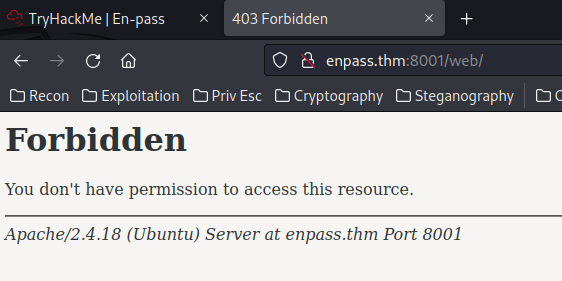 TryHackMe | En-pass
403 Forbidden
enpass.thm:8001/web/
Recon Exploitation Priv Esc Cryptography Steganography
Forbidden
You don't have permission to access this resource.
Apache/2.4.18 (Ubuntu) Server at enpass.thm Port 8001